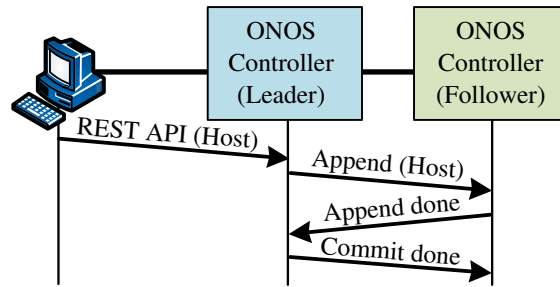 ONOS
Controller
(Leader)
ONOS
Controller
(Follower)
REST API (Host)
Append (Host)
Append done
Commit done